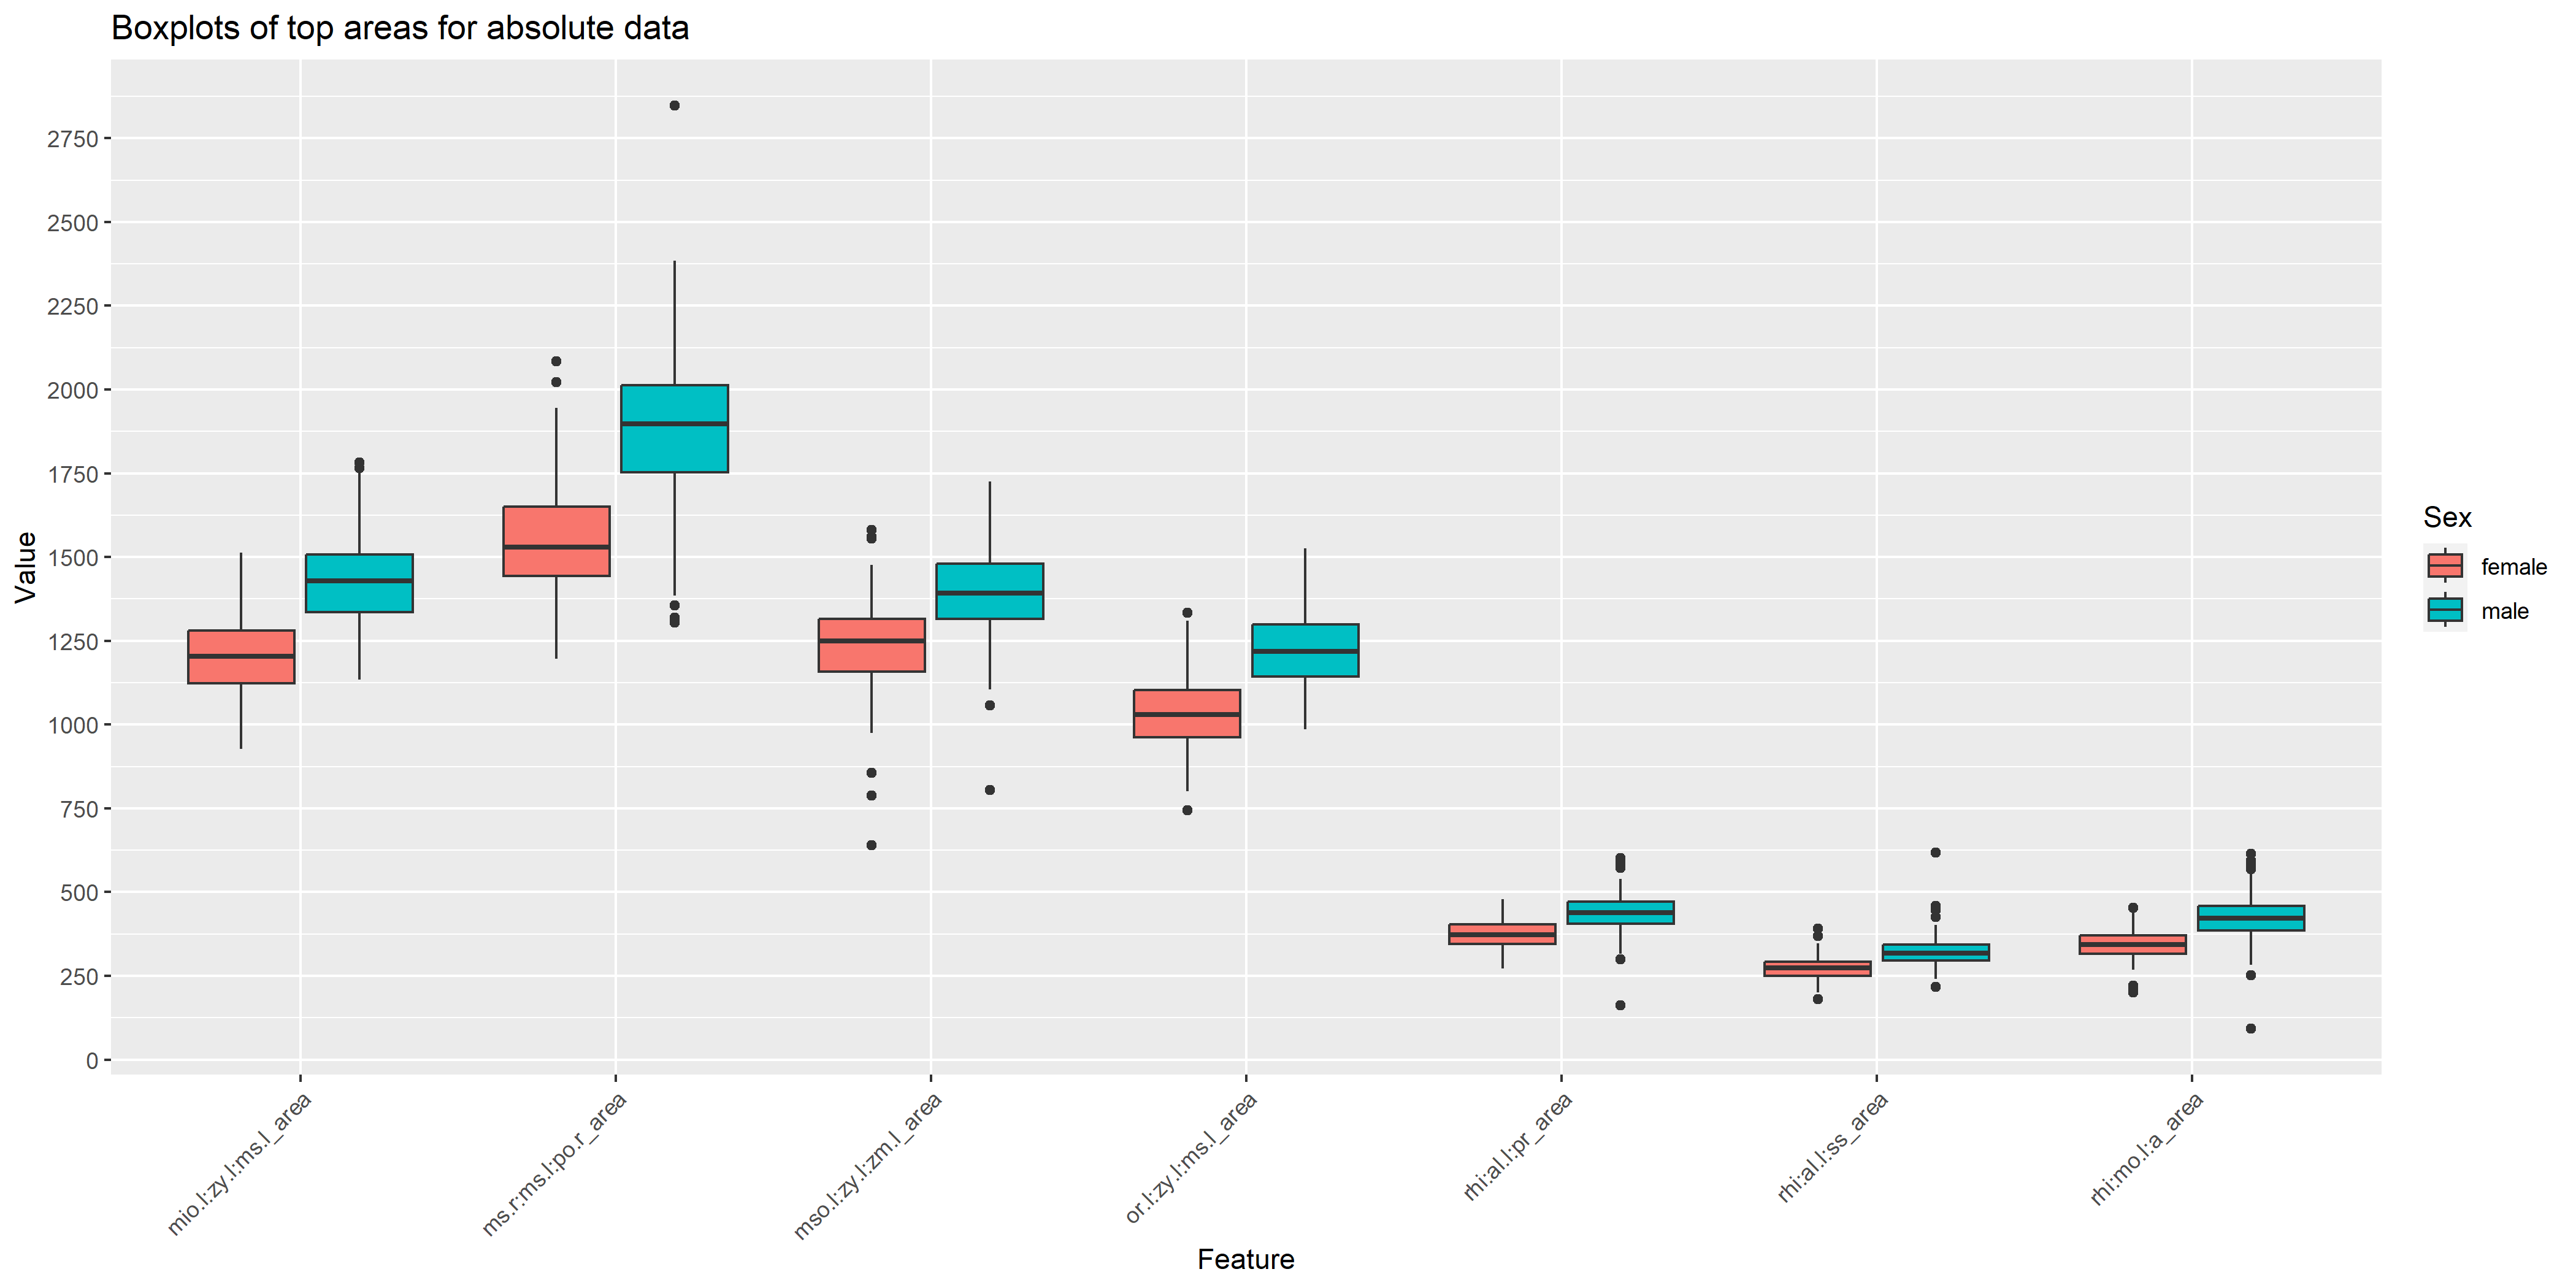 Boxplots of top areas for absolute data
Value
2750
2500
2250
2000
1750
1500
1250
1000
750
500
250
0
mio.l:zy.l:ms.l_area
ms.r:ms.l:po.r_area
mso.l:zy.l:zm.l_area
or.l:zy.l:ms.l_area
rhi:al.l:pr_area
rhi:al.l:ss_area
rhi:mo.l:a_area
Feature
Sex
female
male